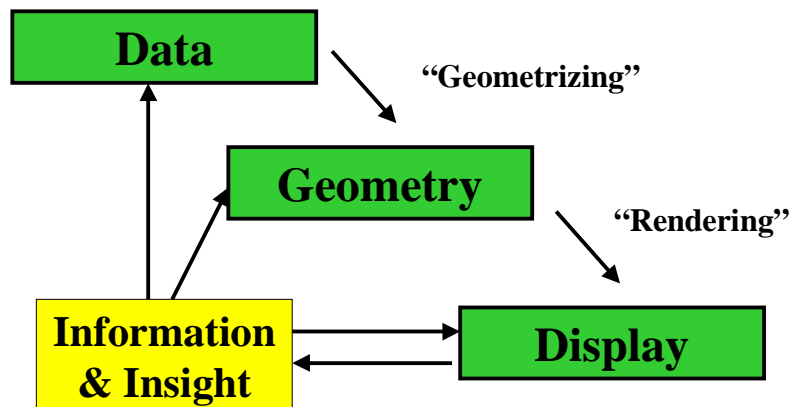 Data
“Geometrizing”
Geometry
“Rendering”
Information
& Insight
Display